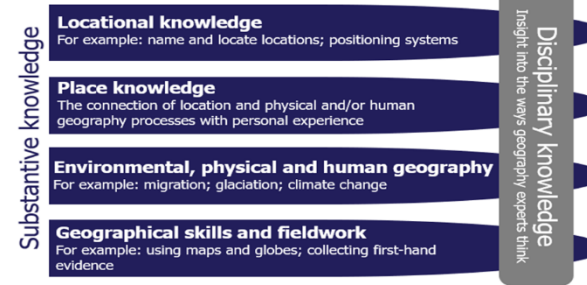 Substantive knowledge
Locational knowledge
For example: name and locate locations; positioning systems
Place knowledge
The connection of location and physical and/or human
geography processes with personal experience
Environmental, physical and human geography
For example: migration; glaciation; climate change
Geographical skills and fieldwork
For example: using maps and globes; collecting first-hand
evidence
Disciplinary knowledge
Insight into the ways geography experts think